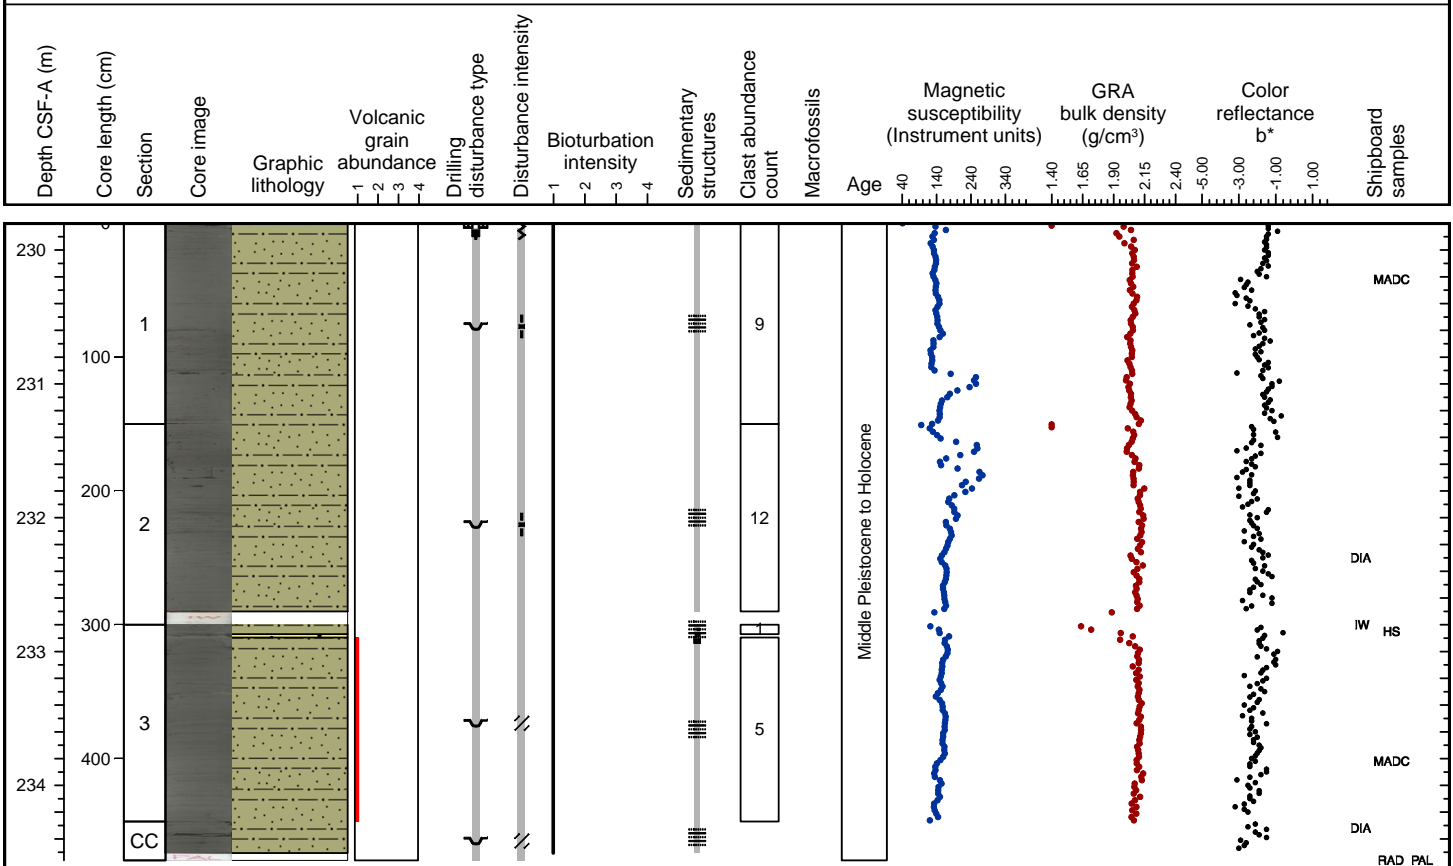 Depth CSF-A (m)
Core length (cm)
Section
Core image
Graphic
lithology
Volcanic
grain
abundance
1 2 3 4
Drilling
disturbance type
Disturbance intensity
Bioturbation
intensity
1 2 3 4
Sedimentary
structures
Clast abundance
count
Macrofossils
Age
Magnetic
susceptibility
(Instrument units)
40 140 240 340
GRA
bulk density
(g/cm³)
1.40 1.65 1.90 2.15 2.40
Color
reflectance
b*
-5.00 -3.00 -1.00 1.00
Shipboard
samples
0
230
MADC
1
9
100
231
Middle Pleistocene to Holocene
200
232
2
12
DIA
300
1
IW HS
233
3
5
400
MADC
234
CC
DIA
PAL
RAD PAL